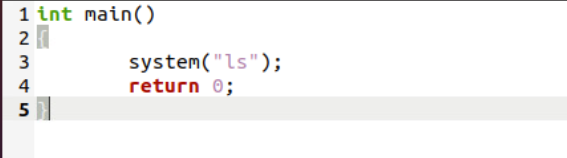 1 int main()
2 {
3 system("ls");
4 return 0;
5 }